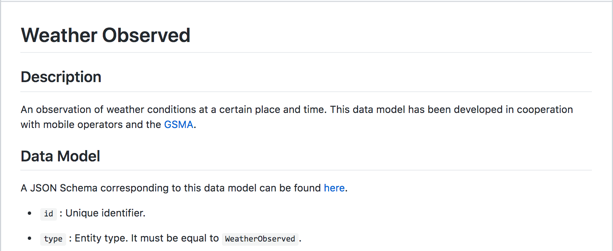 Weather Observed
Description
An observation of weather conditions at a certain place and time. This data model has been developed in cooperation
with mobile operators and the GSMA.
Data Model
A JSON Schema corresponding to this data model can be found here.
• id : Unique identifier.
• type : Entity type. It must be equal to WeatherObserved .